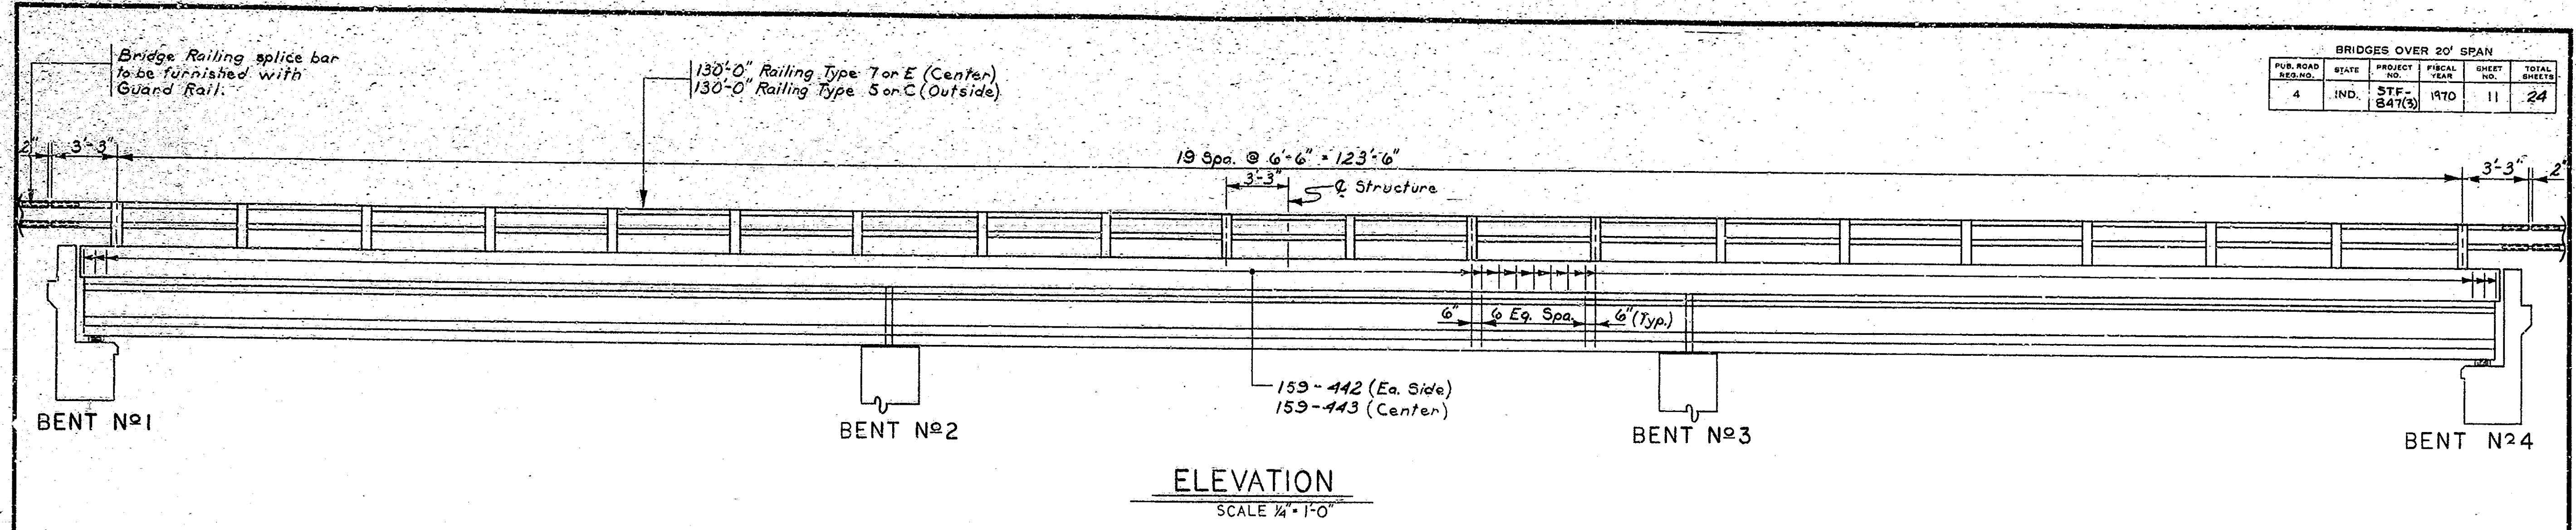 Bridge Railing splice bar
to be furnished with
Guard Rail.
130'-0" Railing Type 7 or E (Center)
130'-0" Railing Type 5 or C (Outside)
BRIDGES OVER 20' SPAN
PUB. ROAD REG. NO. STATE PROJECT NO. FISCAL YEAR SHEET NO. TOTAL SHEETS
4 IND. STF-847(3) 1970 11 24
2" 3'-3" 19 Spa. @ 6'-6" = 123'-6" 3'-3" 2"
3'-3" ℄ Structure
6" 6 Eq. Spa. 6" (Typ.)
159-442 (Ea. Side)
159-443 (Center)
BENT Nº1
BENT Nº2
BENT Nº3
BENT Nº4
ELEVATION
SCALE ¼" = 1'-0"